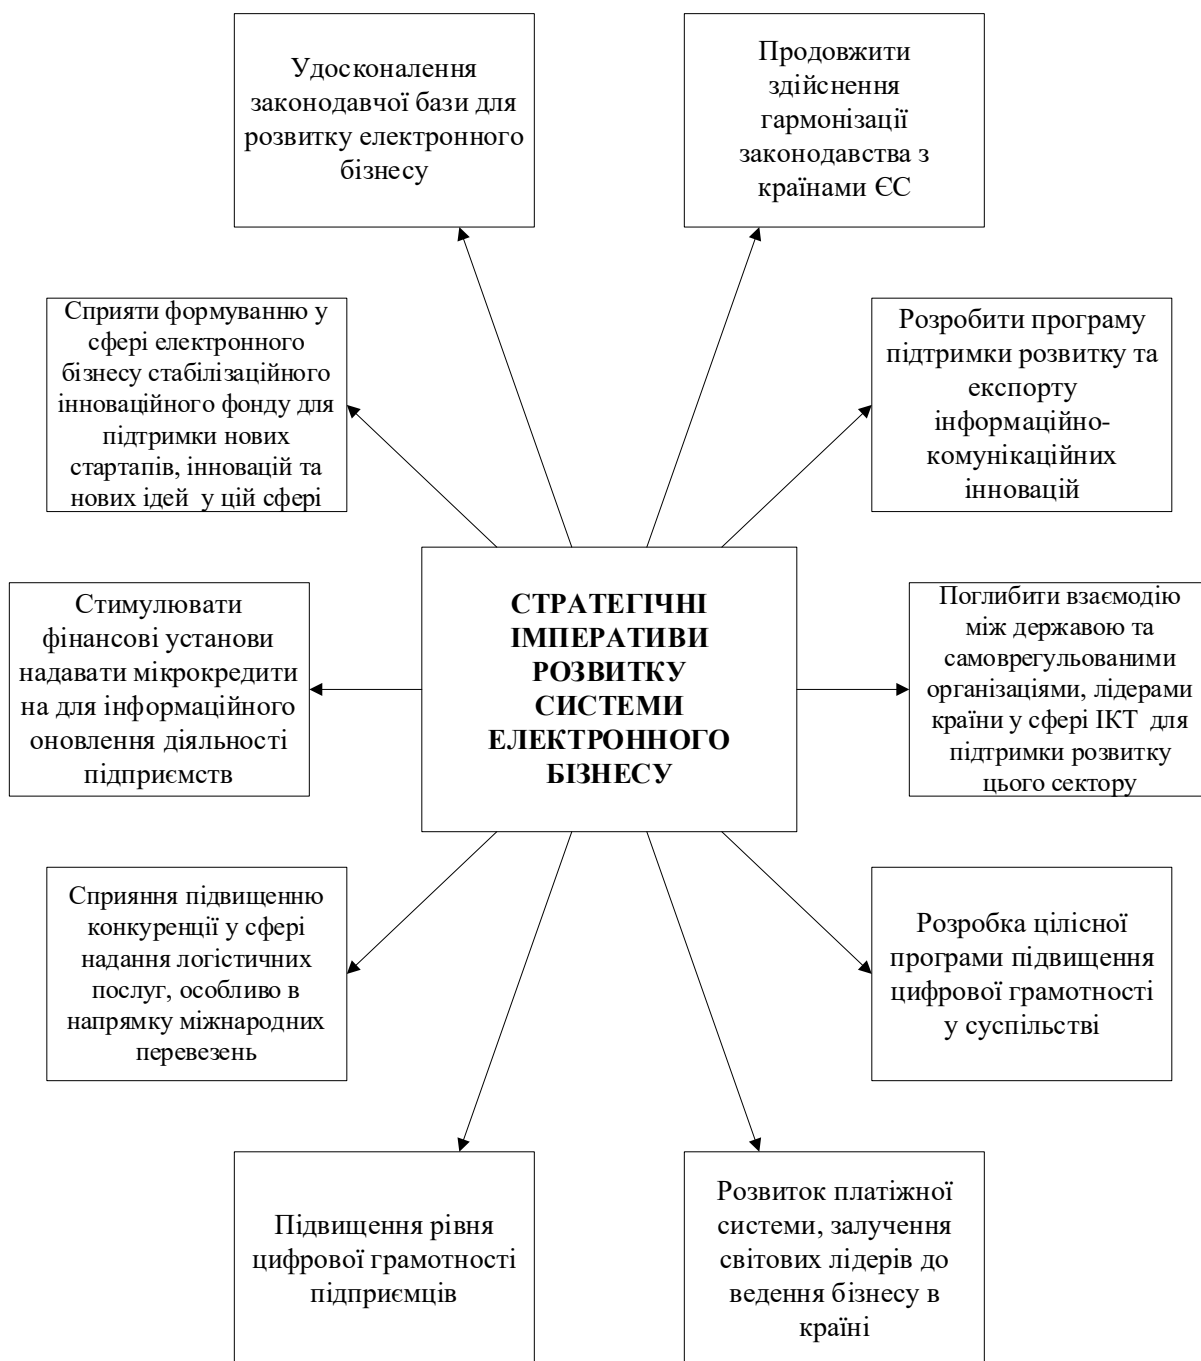 Удосконалення
законодавчої бази для
розвитку електронного
бізнесу
Продовжити
здійснення
гармонізації
законодавства з
країнами ЄС
Сприяти формуванню у
сфері електронного
бізнесу стабілізаційного
інноваційного фонду для
підтримки нових
стартапів, інновацій та
нових ідей у цій сфері
Розробити програму
підтримки розвитку та
експорту
інформаційно-
комунікаційних
інновацій
Стимулювати
фінансові установи
надавати мікрокредити
на для інформаційного
оновлення діяльності
підприємств
СТРАТЕГІЧНІ
ІМПЕРАТИВИ
РОЗВИТКУ
СИСТЕМИ
ЕЛЕКТРОННОГО
БІЗНЕСУ
Поглибити взаємодію
між державою та
самоврегульованими
організаціями, лідерами
країни у сфері ІКТ для
підтримки розвитку
цього сектору
Сприяння підвищенню
конкуренції у сфері
надання логістичних
послуг, особливо в
напрямку міжнародних
перевезень
Розробка цілісної
програми підвищення
цифрової грамотності
у суспільстві
Підвищення рівня
цифрової грамотності
підприємців
Розвиток платіжної
системи, залучення
світових лідерів до
ведення бізнесу в
країні